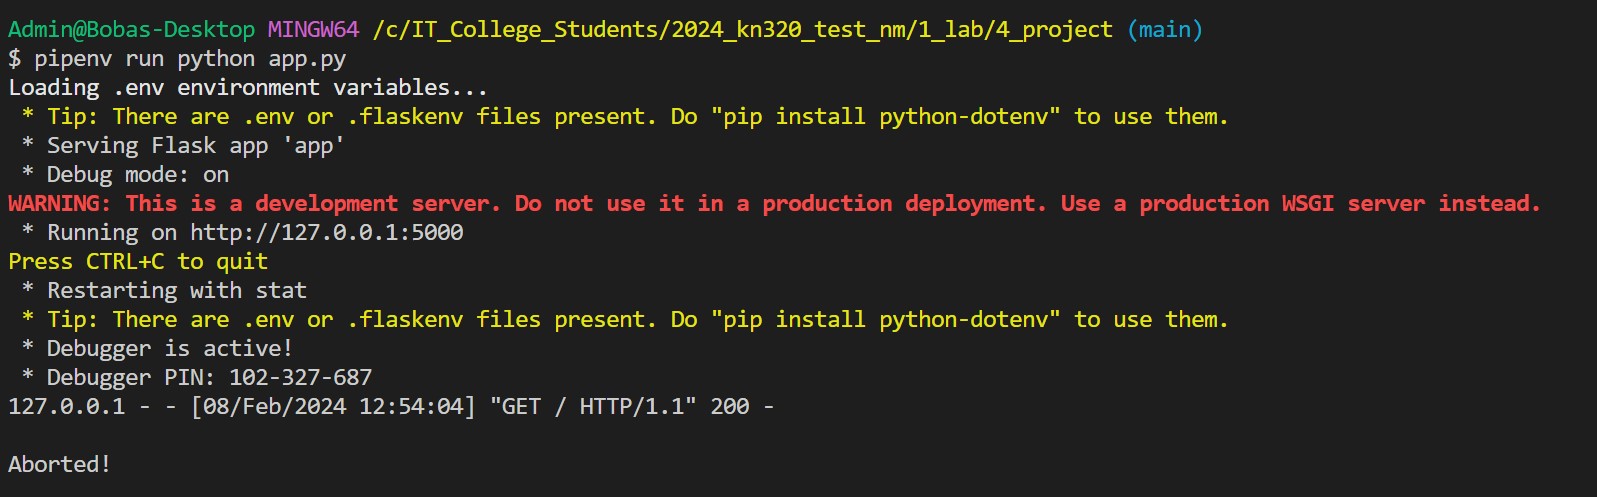 Admin@Bobas-Desktop MINGW64 /c/IT_College_Students/2024_kn320_test_nm/1_lab/4_project (main)
$ pipenv run python app.py
Loading .env environment variables...
 * Tip: There are .env or .flaskenv files present. Do "pip install python-dotenv" to use them.
 * Serving Flask app 'app'
 * Debug mode: on
WARNING: This is a development server. Do not use it in a production deployment. Use a production WSGI server instead.
 * Running on http://127.0.0.1:5000
Press CTRL+C to quit
 * Restarting with stat
 * Tip: There are .env or .flaskenv files present. Do "pip install python-dotenv" to use them.
 * Debugger is active!
 * Debugger PIN: 102-327-687
127.0.0.1 - - [08/Feb/2024 12:54:04] "GET / HTTP/1.1" 200 -
Aborted!